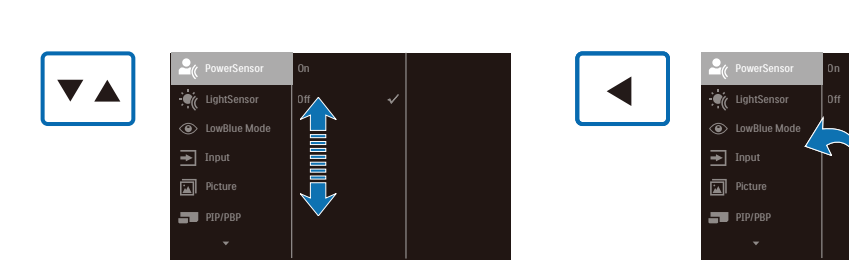 PowerSensor On
LightSensor Off
LowBlue Mode
Input
Picture
PIP/PBP
PowerSensor On
LightSensor Off
LowBlue Mode
Input
Picture
PIP/PBP